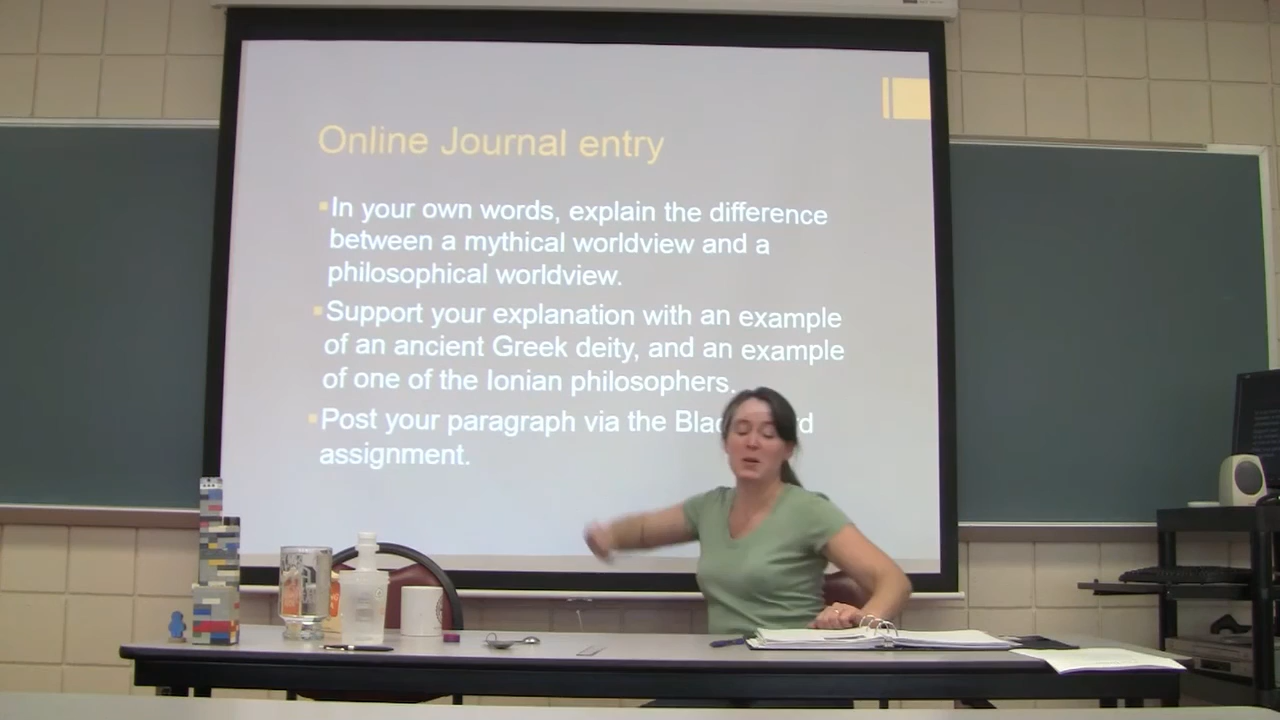 Online Journal entry
In your own words, explain the difference
between a mythical worldview and a
philosophical worldview.
Support your explanation with an example
of an ancient Greek deity, and an example
of one of the Ionian philosophers.
Post your paragraph via the
assignment.